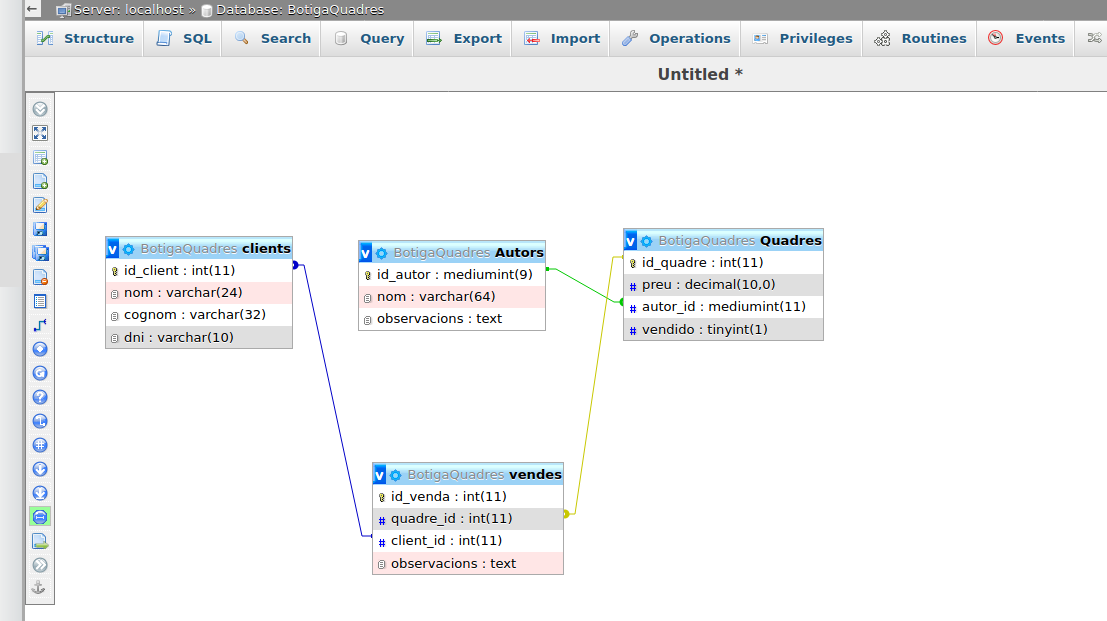 Server: localhost » Database: BotigaQuadres
Structure SQL Search Query Export Import Operations Privileges Routines Events
Untitled *
v BotigaQuadres clients
id_client : int(11)
nom : varchar(24)
cognom : varchar(32)
dni : varchar(10)
v BotigaQuadres Autors
id_autor : mediumint(9)
nom : varchar(64)
observacions : text
v BotigaQuadres Quadres
id_quadre : int(11)
# preu : decimal(10,0)
# autor_id : mediumint(11)
# vendido : tinyint(1)
v BotigaQuadres vendes
id_venda : int(11)
# quadre_id : int(11)
# client_id : int(11)
observacions : text